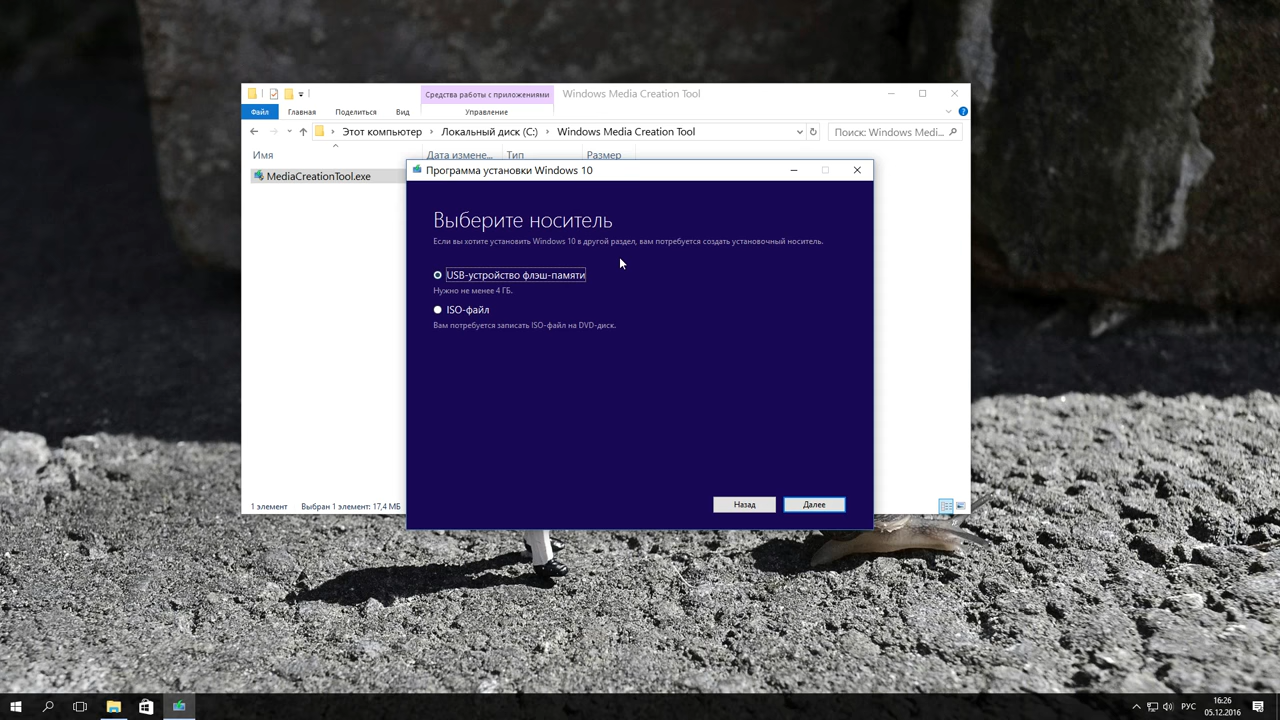 Средства работы с приложениями
Windows Media Creation Tool
Файл
Главная
Поделиться
Вид
Управление
Этот компьютер
Локальный диск (C:)
Windows Media Creation Tool
Поиск: Windows Medi...
Имя
Дата измене...
Тип
Размер
MediaCreationTool.exe
Программа установки Windows 10
Выберите носитель
Если вы хотите установить Windows 10 в другой раздел, вам потребуется создать установочный носитель.
USB-устройство флэш-памяти
Нужно не менее 4 ГБ.
ISO-файл
Вам потребуется записать ISO-файл на DVD-диск.
Назад
Далее
1 элемент
Выбран 1 элемент: 17,4 МБ
РУС
16:26
05.12.2016